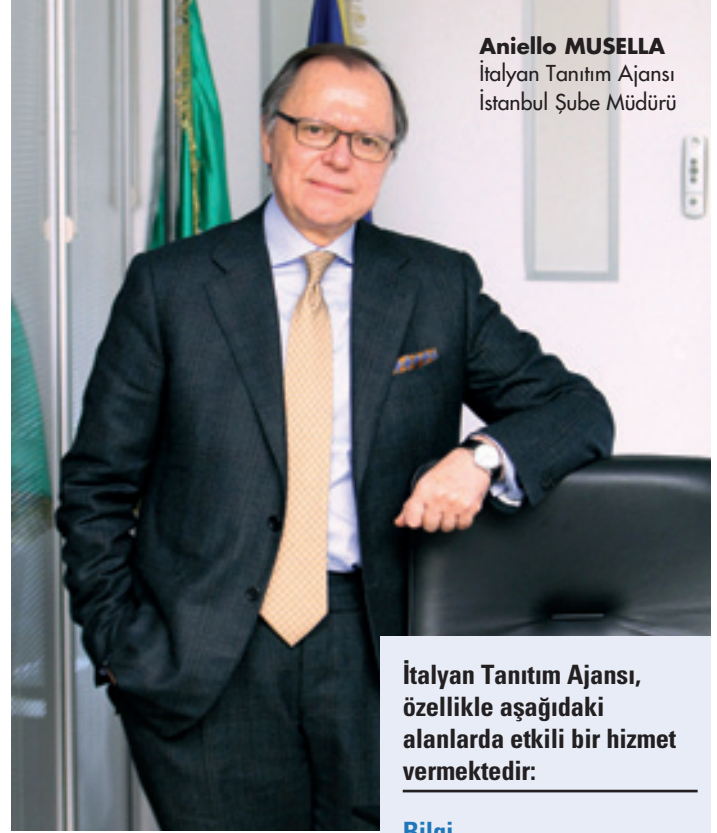 Aniello MUSELLA
İtalyan Tanıtım Ajansı
İstanbul Şube Müdürü
İtalyan Tanıtım Ajansı,
özellikle aşağıdaki
alanlarda etkili bir hizmet
vermektedir:
Bilgi